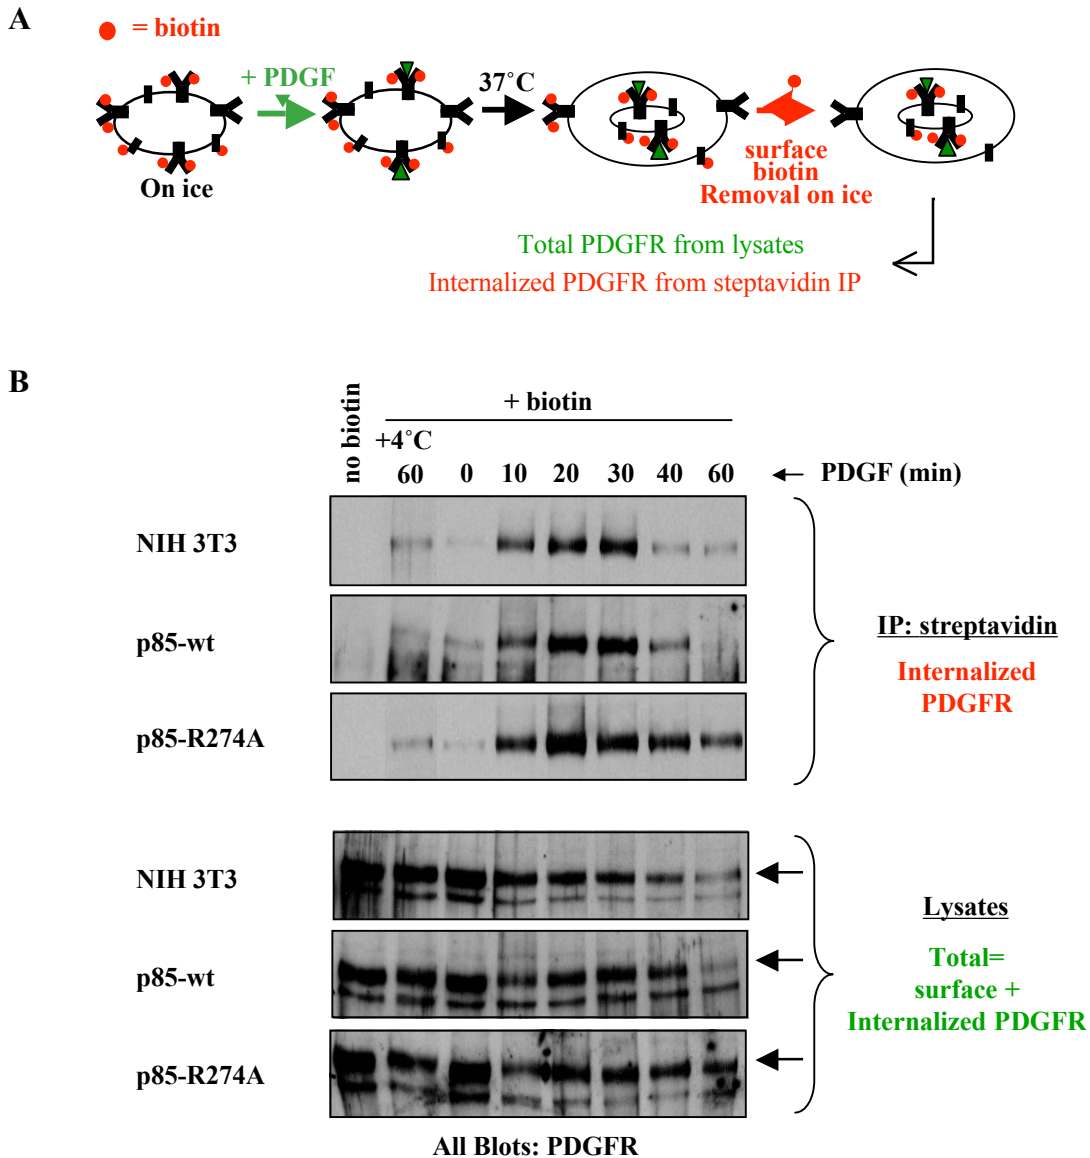 A
= biotin
+ PDGF
37˚C
On ice
surface
biotin
Removal on ice
Total PDGFR from lysates
Internalized PDGFR from steptavidin IP
B
no biotin
+ biotin
+4˚C
60 0 10 20 30 40 60 PDGF (min)
NIH 3T3
p85-wt
p85-R274A
IP: streptavidin
Internalized
PDGFR
NIH 3T3
p85-wt
p85-R274A
Lysates
Total=
surface +
Internalized PDGFR
All Blots: PDGFR